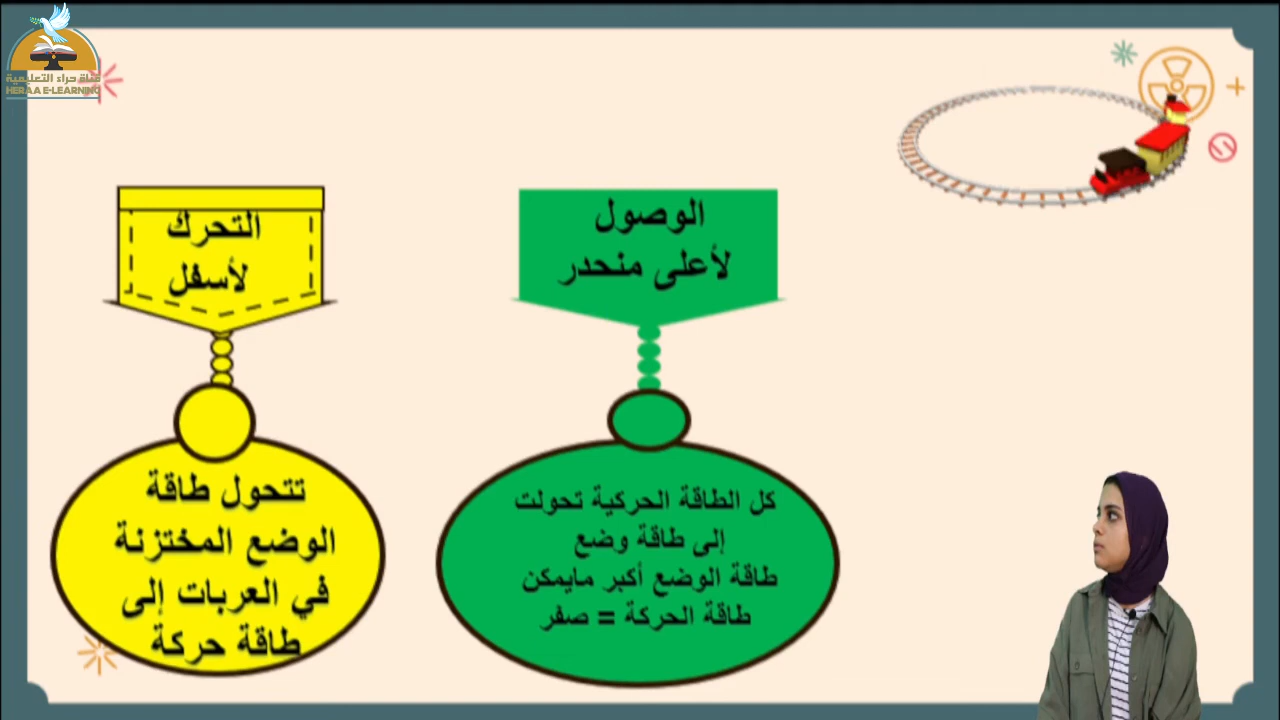 قناة حراء التعليمية
HERAA E-LEARNING
الوصول
لأعلى منحدر
كل الطاقة الحركية تحولت
إلى طاقة وضع
طاقة الوضع أكبر مايمكن
طاقة الحركة = صفر
التحرك
لأسفل
تتحول طاقة
الوضع المختزنة
في العربات إلى
طاقة حركة